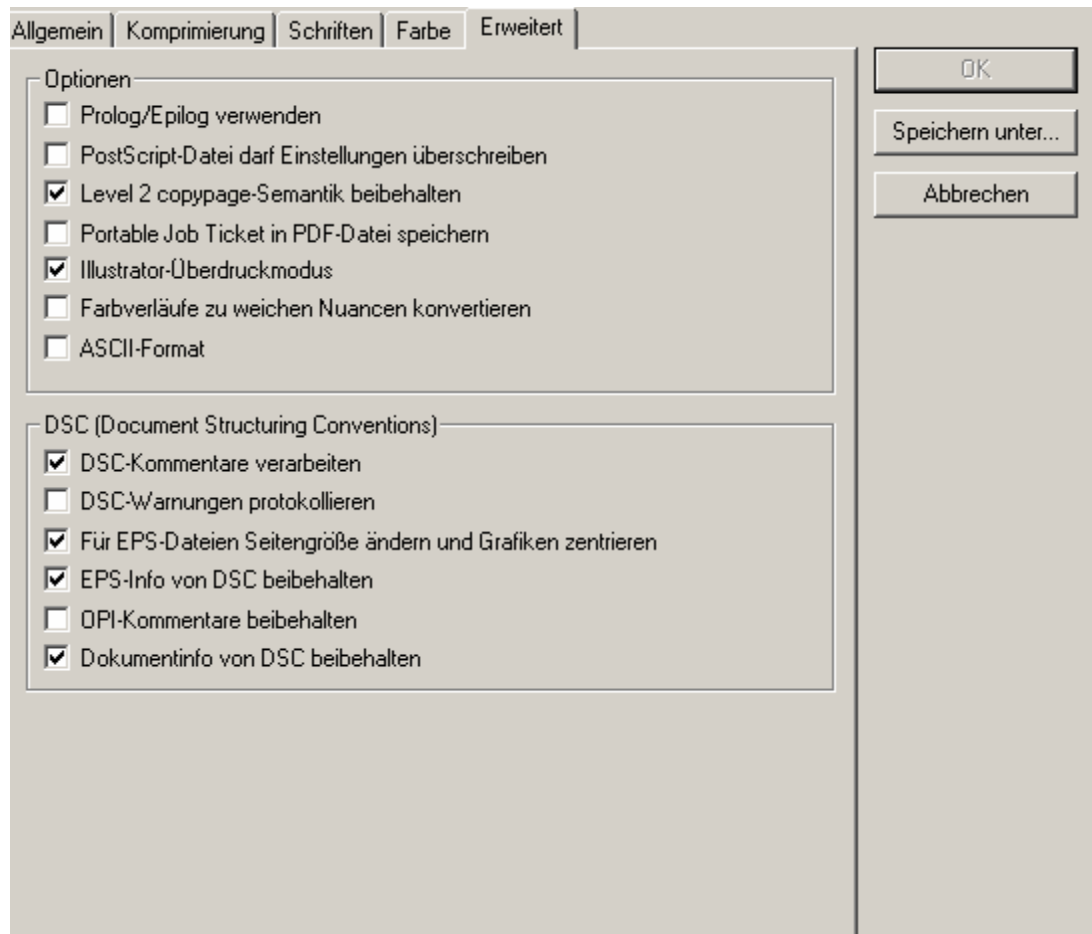 Allgemein Komprimierung Schriften Farbe Erweitert
OK
Speichern unter...
Abbrechen
Optionen
Prolog/Epilog verwenden
PostScript-Datei darf Einstellungen überschreiben
Level 2 copypage-Semantik beibehalten
Portable Job Ticket in PDF-Datei speichern
Illustrator-Überdruckmodus
Farbverläufe zu weichen Nuancen konvertieren
ASCII-Format
DSC (Document Structuring Conventions)
DSC-Kommentare verarbeiten
DSC-Warnungen protokollieren
Für EPS-Dateien Seitengröße ändern und Grafiken zentrieren
EPS-Info von DSC beibehalten
OPI-Kommentare beibehalten
Dokumentinfo von DSC beibehalten